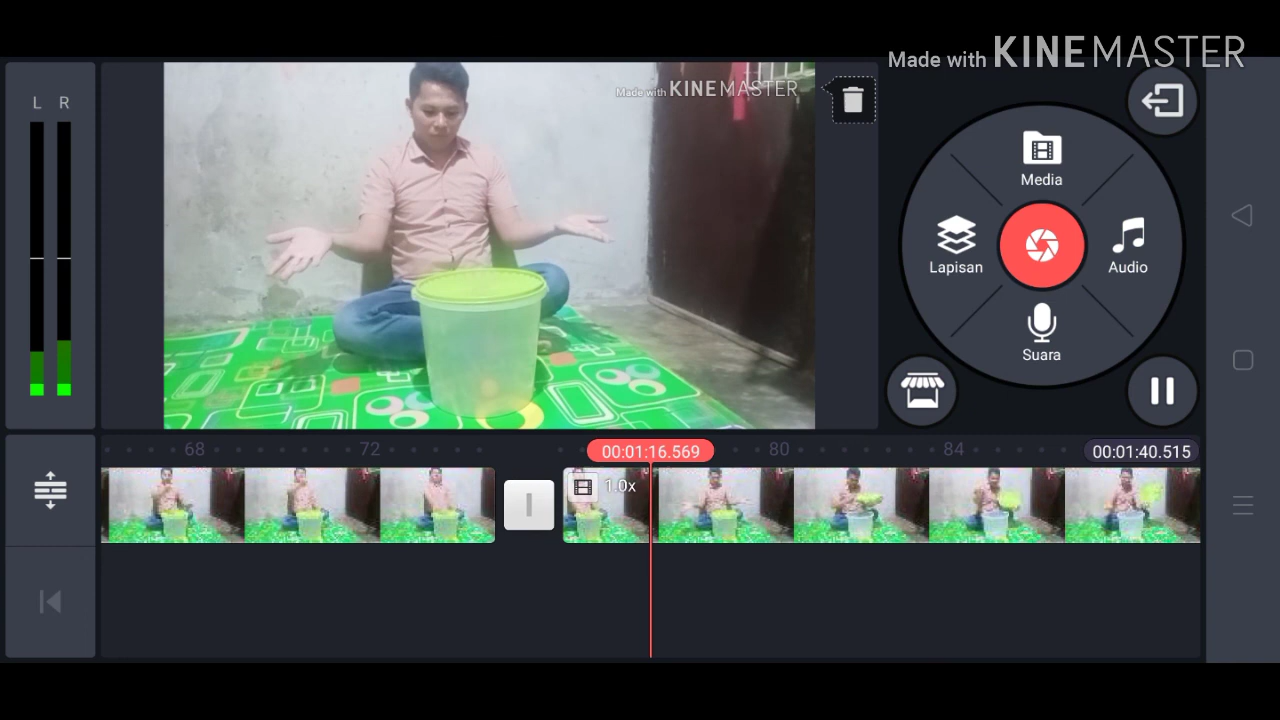 Made with KINEMASTER
L R
Made with KINEMASTER
Media
Lapisan
Audio
Suara
68 72 00:01:16.569 80 84 00:01:40.515
1.0x